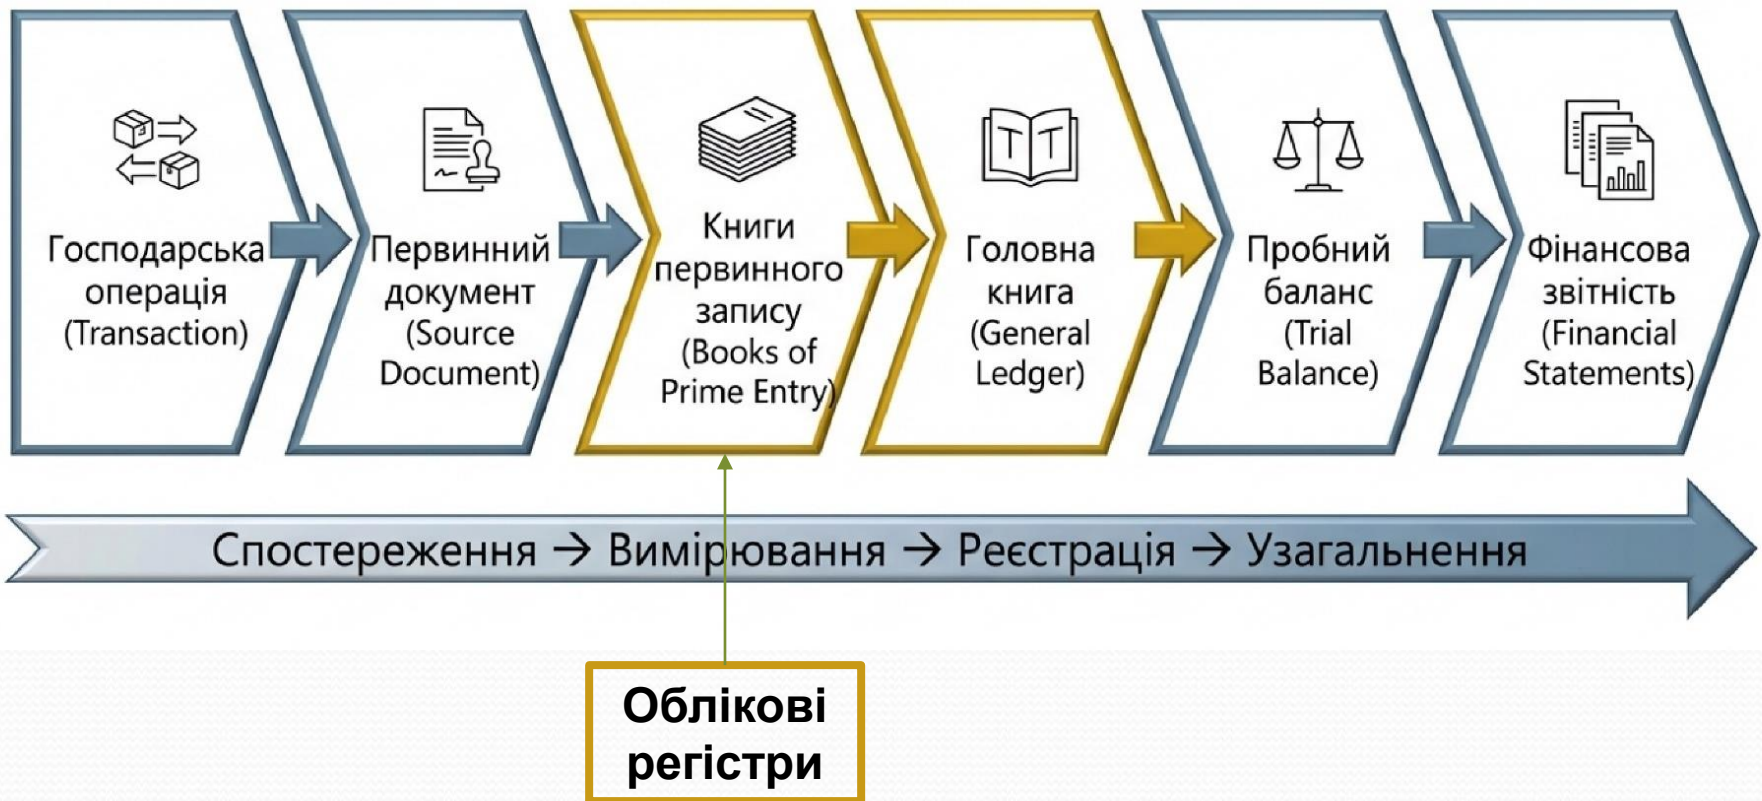 Господарська
операція
(Transaction)
Первинний
документ
(Source
Document)
Книги
первинного
запису
(Books of
Prime Entry)
T T
Головна
книга
(General
Ledger)
Пробний
баланс
(Trial
Balance)
Фінансова
звітність
(Financial
Statements)
Спостереження → Вимірювання → Реєстрація → Узагальнення
Облікові
регістри